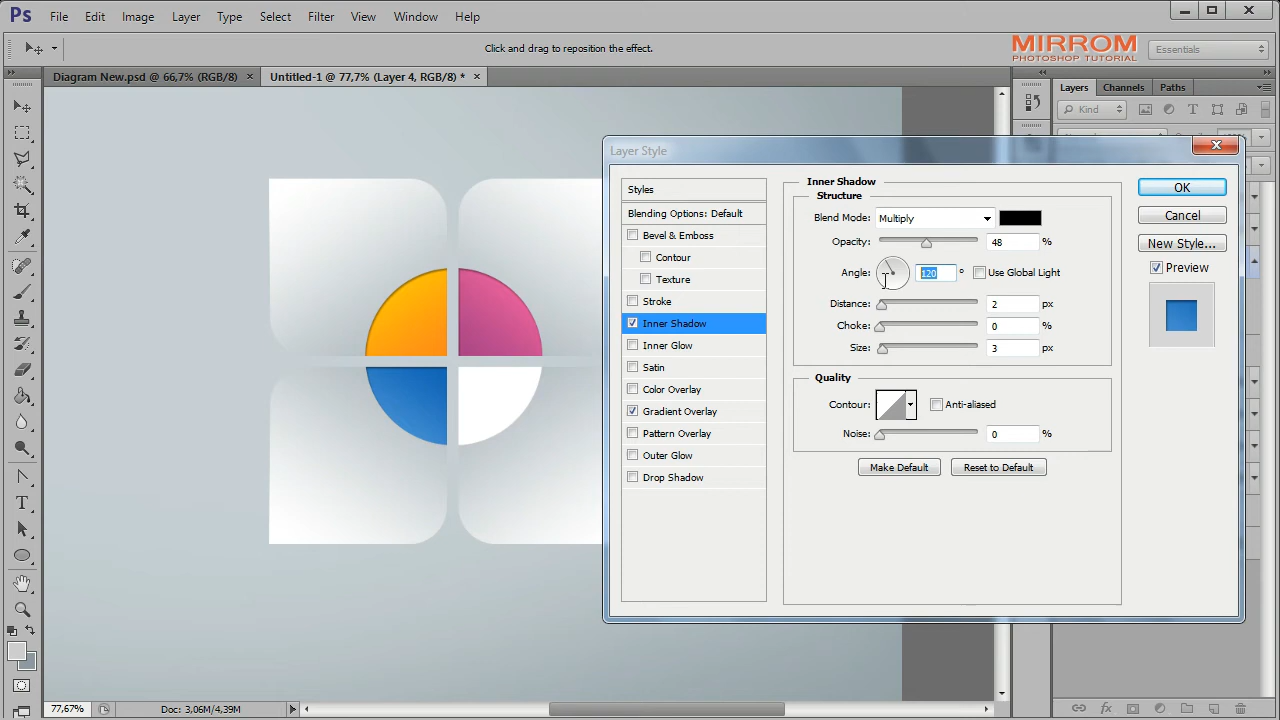 Ps File Edit Image Layer Type Select Filter View Window Help
Click and drag to reposition the effect.
MIRROM
PHOTOSHOP TUTORIAL
Essentials
Diagram New.psd @ 66,7% (RGB/8) ×
Untitled-1 @ 77,7% (Layer 4, RGB/8) * ×
Layers Channels Paths
Kind
T
Layer Style
Styles
Blending Options: Default
Bevel & Emboss
Contour
Texture
Stroke
Inner Shadow
Inner Glow
Satin
Color Overlay
Gradient Overlay
Pattern Overlay
Outer Glow
Drop Shadow
Inner Shadow
Structure
Blend Mode: Multiply
Opacity: 48 %
Angle: 120 ° Use Global Light
Distance: 2 px
Choke: 0 %
Size: 3 px
Quality
Contour: Anti-aliased
Noise: 0 %
Make Default Reset to Default
OK
Cancel
New Style...
Preview
T
77,67% Doc: 3,06M/4,39M
fx